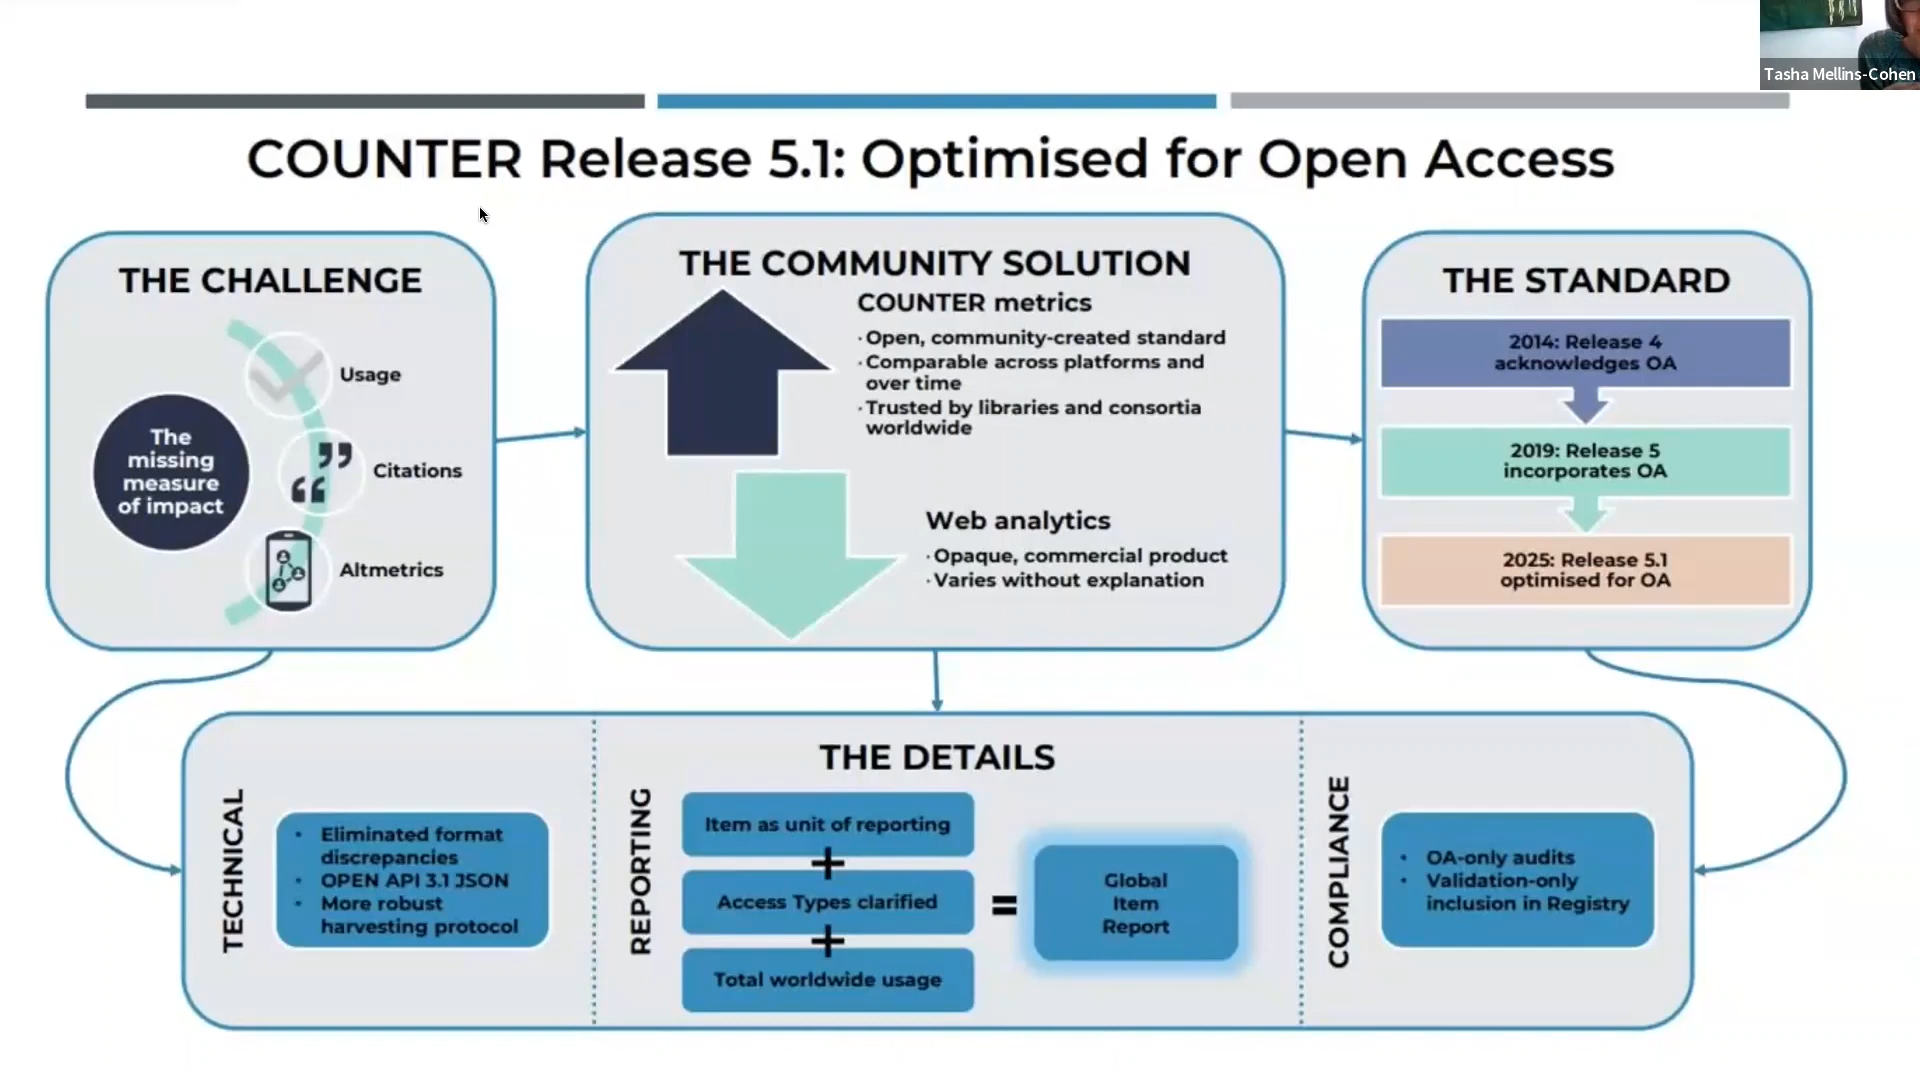 Tasha Mellins-Cohen
COUNTER Release 5.1: Optimised for Open Access
THE CHALLENGE
The
missing
measure
of impact
Usage
Citations
Altmetrics
THE COMMUNITY SOLUTION
COUNTER metrics
· Open, community-created standard
· Comparable across platforms and
over time
· Trusted by libraries and consortia
worldwide
Web analytics
· Opaque, commercial product
· Varies without explanation
THE STANDARD
2014: Release 4
acknowledges OA
2019: Release 5
incorporates OA
2025: Release 5.1
optimised for OA
THE DETAILS
TECHNICAL
• Eliminated format
discrepancies
• OPEN API 3.1 JSON
• More robust
harvesting protocol
REPORTING
Item as unit of reporting
+
Access Types clarified
+
Total worldwide usage
=
Global
Item
Report
COMPLIANCE
• OA-only audits
• Validation-only
inclusion in Registry